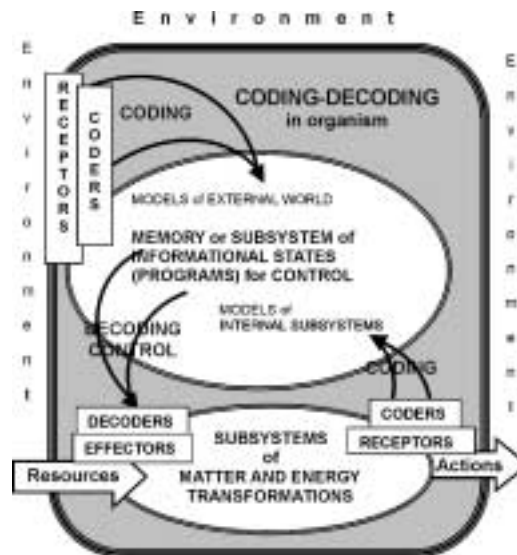 Environment
Environment
Environment
RECEPTORS
CODERS
CODING
CODING-DECODING
in organism
MODELS of EXTERNAL WORLD
MEMORY or SUBSYSTEM of
INFORMATIONAL STATES
(PROGRAMS) for CONTROL
MODELS of
INTERNAL SUBSYSTEMS
DECODING
CONTROL
CODING
DECODERS
EFFECTORS
CODERS
RECEPTORS
SUBSYSTEMS
of
MATTER AND ENERGY
TRANSFORMATIONS
Resources
Actions